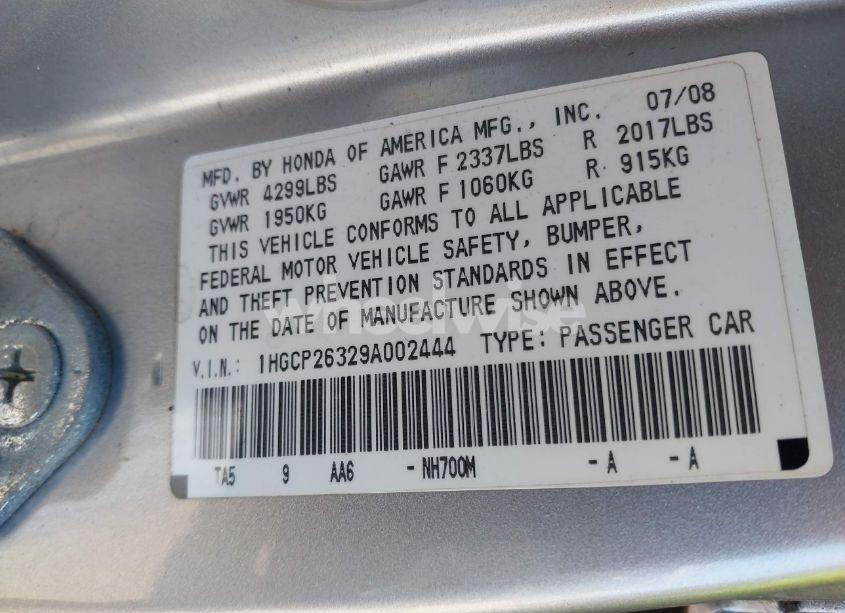 MFD. BY HONDA OF AMERICA MFG., INC. 07/08
GVWR 4299LBS GAWR F 2337LBS R 2017LBS
GVWR 1950KG GAWR F 1060KG R 915KG
THIS VEHICLE CONFORMS TO ALL APPLICABLE
FEDERAL MOTOR VEHICLE SAFETY, BUMPER,
AND THEFT PREVENTION STANDARDS IN EFFECT
ON THE DATE OF MANUFACTURE SHOWN ABOVE.
wheelwise
V.I.N.: 1HGCP26329A002444 TYPE: PASSENGER CAR
TA5 9 AA6 -NH700M -A -A